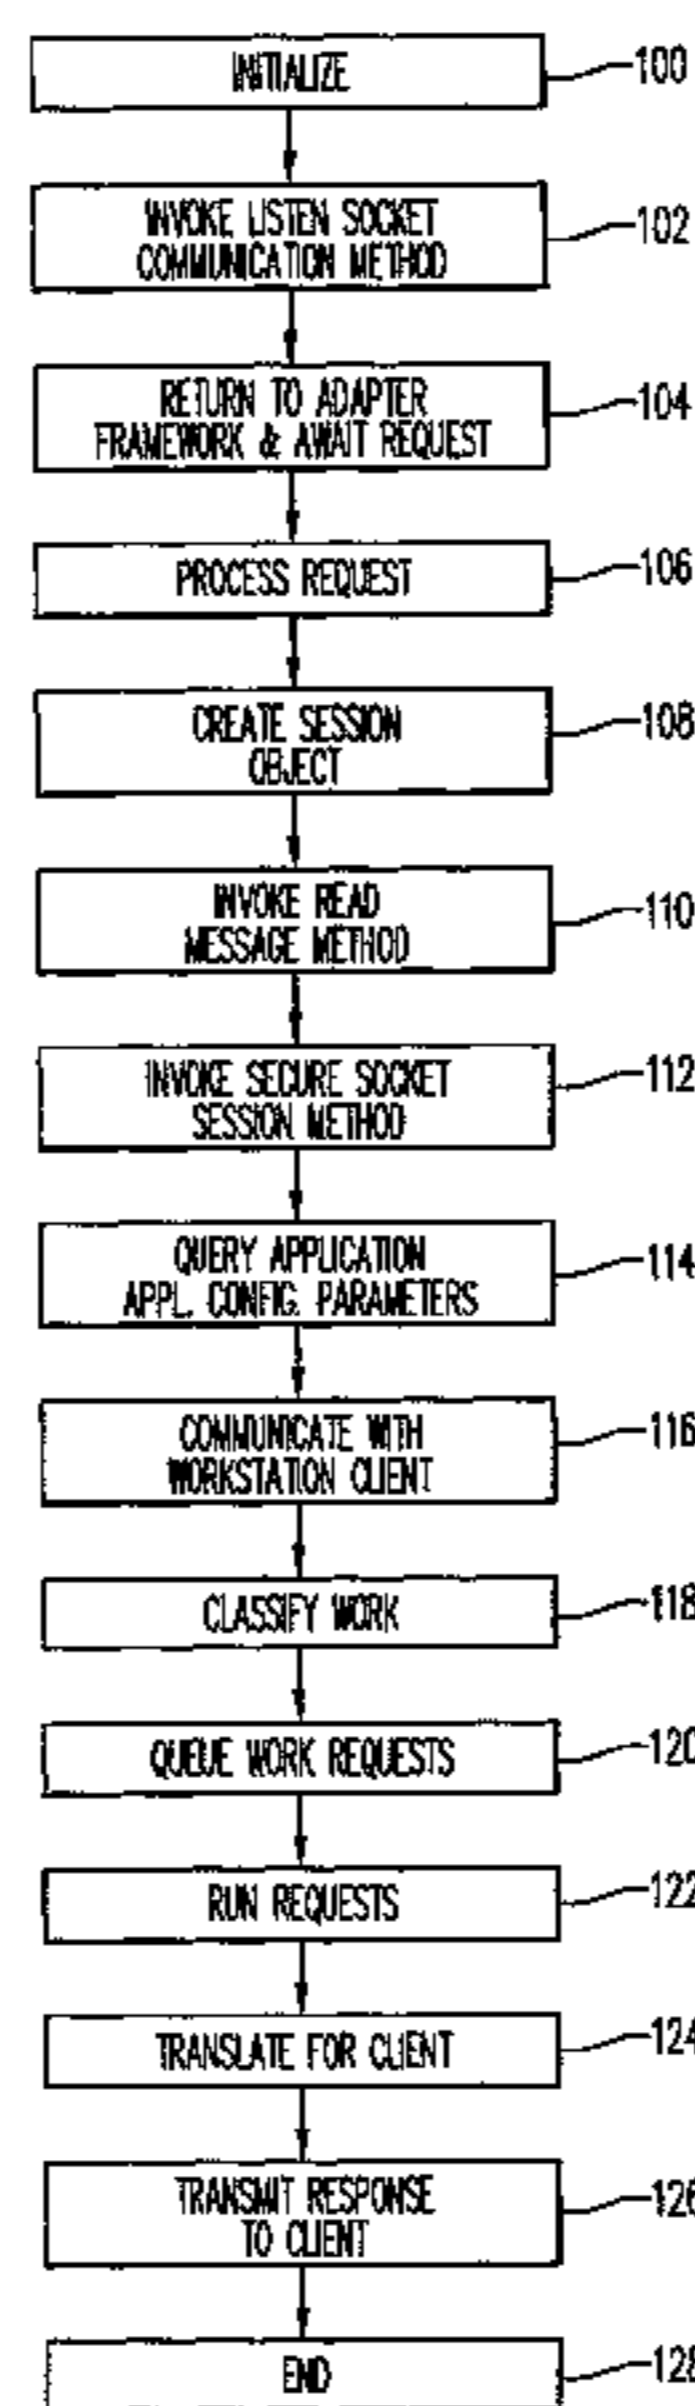 INITIALIZE
100
INVOKE LISTEN SOCKET
COMMUNICATION METHOD
102
RETURN TO ADAPTER
FRAMEWORK & AWAIT REQUEST
104
PROCESS REQUEST
106
CREATE SESSION
OBJECT
108
INVOKE READ
MESSAGE METHOD
110
INVOKE SECURE SOCKET
SESSION METHOD
112
QUERY APPLICATION
APPL. CONFIG. PARAMETERS
114
COMMUNICATE WITH
WORKSTATION CLIENT
116
CLASSIFY WORK
118
QUEUE WORK REQUESTS
120
RUN REQUESTS
122
TRANSLATE FOR CLIENT
124
TRANSMIT RESPONSE
TO CLIENT
126
END
128